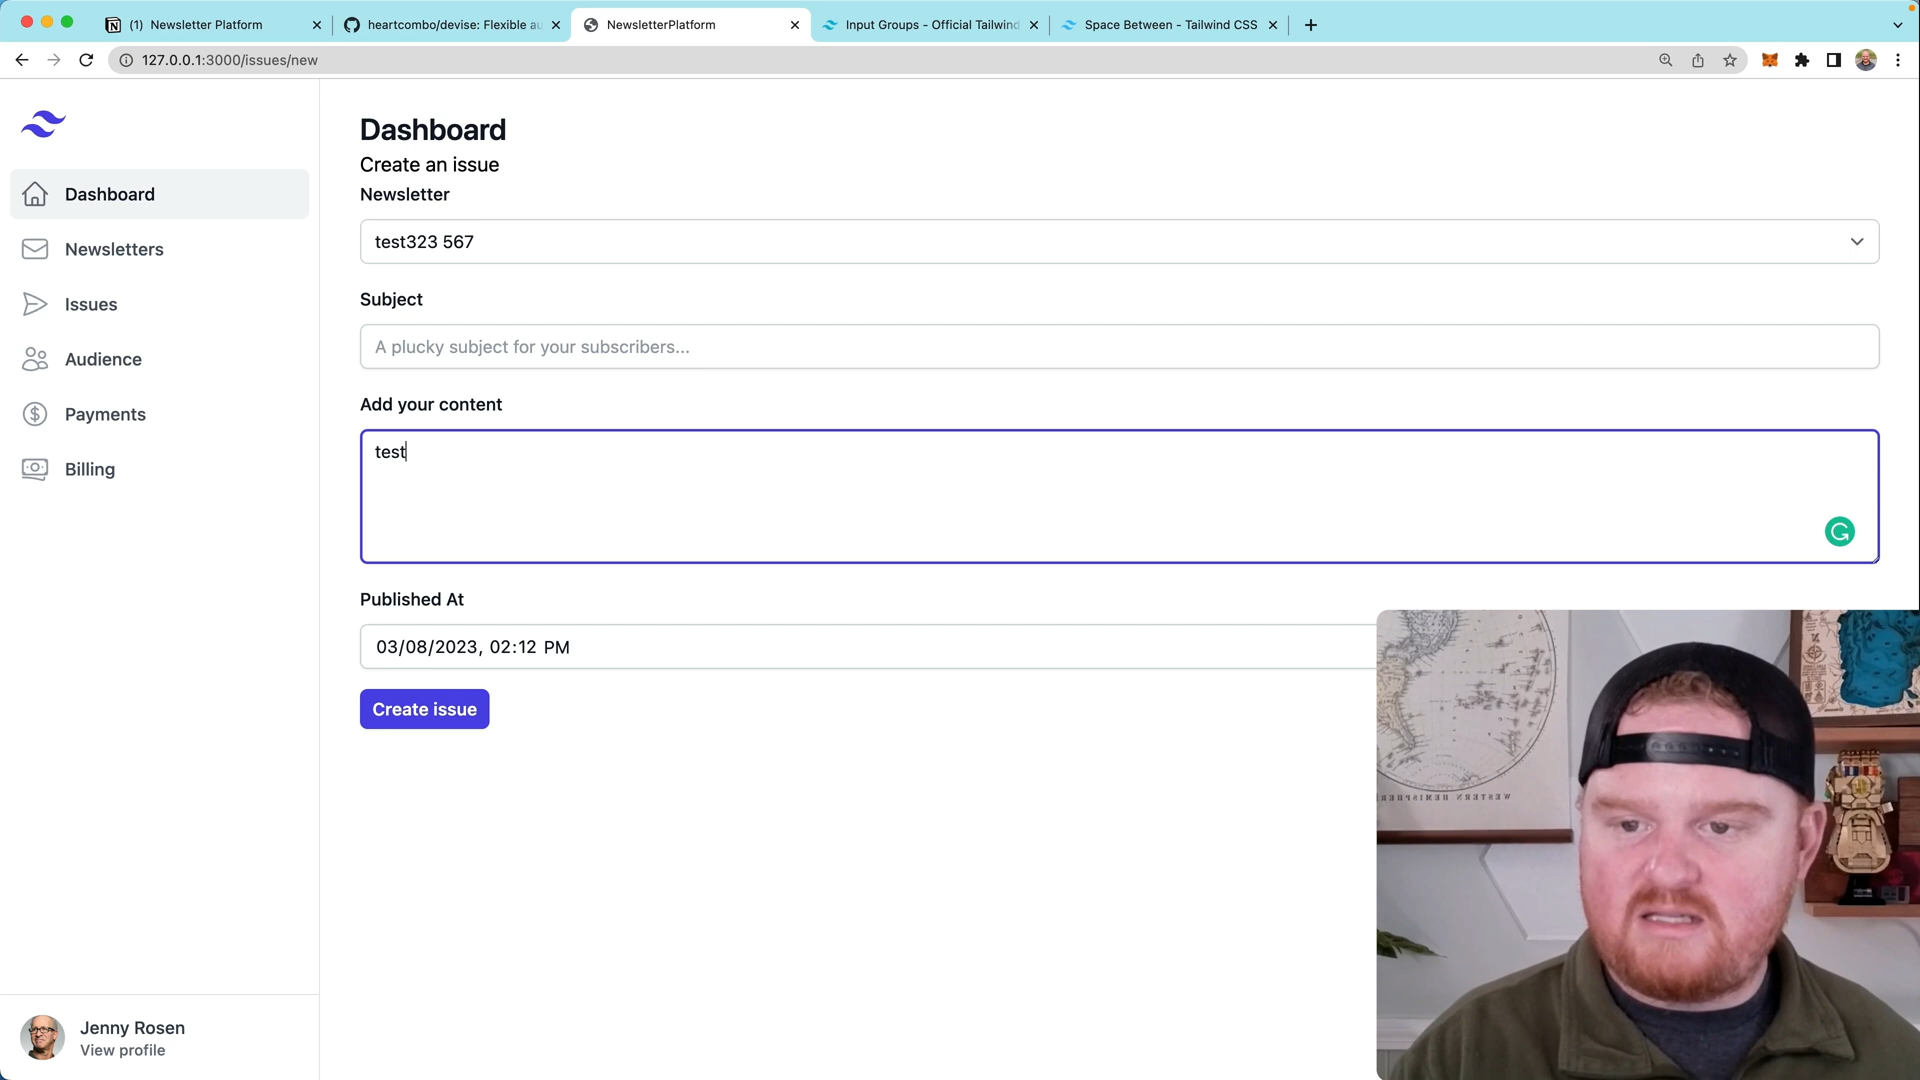 (1) Newsletter Platform
heartcombo/devise: Flexible au
NewsletterPlatform
Input Groups - Official Tailwind
Space Between - Tailwind CSS
127.0.0.1:3000/issues/new
Dashboard
Newsletters
Issues
Audience
Payments
Billing
Jenny Rosen
View profile
Dashboard
Create an issue
Newsletter
test323 567
Subject
A plucky subject for your subscribers...
Add your content
test
Published At
03/08/2023, 02:12 PM
Create issue